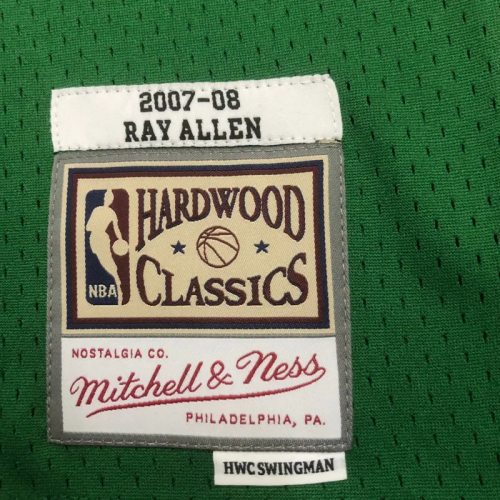 2007-08
RAY ALLEN
HARDWOOD
NBA
CLASSICS
NOSTALGIA CO.
Mitchell & Ness
PHILADELPHIA, PA.
HWC SWINGMAN